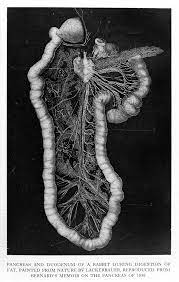 PANCREAS AND DUODENUM OF A RABBIT DURING DIGESTION OF
FAT, PAINTED FROM NATURE BY LACKERBAUER, REPRODUCED FROM
BERNARD'S MEMOIR ON THE PANCREAS OF 1856